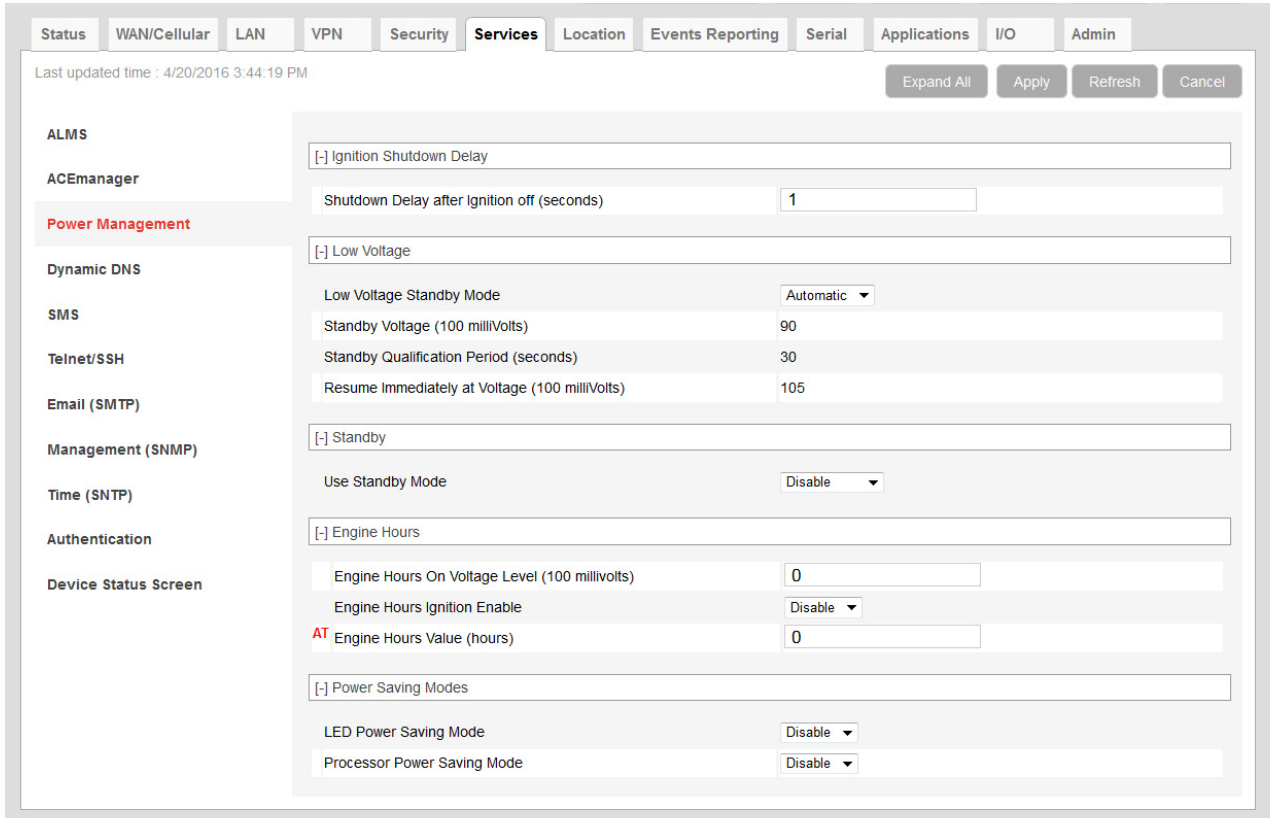 Status WAN/Cellular LAN VPN Security Services Location Events Reporting Serial Applications I/O Admin
Last updated time : 4/20/2016 3:44:19 PM
Expand All Apply Refresh Cancel
ALMS
ACEmanager
Power Management
Dynamic DNS
SMS
Telnet/SSH
Email (SMTP)
Management (SNMP)
Time (SNTP)
Authentication
Device Status Screen
[-] Ignition Shutdown Delay
Shutdown Delay after Ignition off (seconds) 1
[-] Low Voltage
Low Voltage Standby Mode Automatic
Standby Voltage (100 milliVolts) 90
Standby Qualification Period (seconds) 30
Resume Immediately at Voltage (100 milliVolts) 105
[-] Standby
Use Standby Mode Disable
[-] Engine Hours
Engine Hours On Voltage Level (100 millivolts) 0
Engine Hours Ignition Enable Disable
AT Engine Hours Value (hours) 0
[-] Power Saving Modes
LED Power Saving Mode Disable
Processor Power Saving Mode Disable